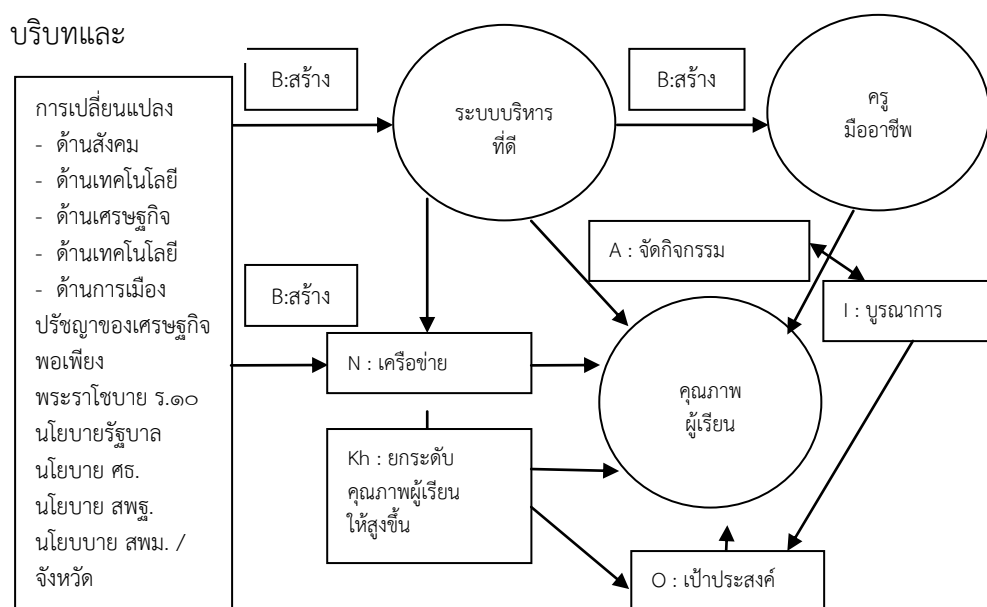 บริบทและ
การเปลี่ยนแปลง
- ด้านสังคม
- ด้านเทคโนโลยี
- ด้านเศรษฐกิจ
- ด้านเทคโนโลยี
- ด้านการเมือง
ปรัชญาของเศรษฐกิจ
พอเพียง
พระราโชบาย ร.๑๐
นโยบายรัฐบาล
นโยบาย ศธ.
นโยบาย สพฐ.
นโยบบาย สพม. /
จังหวัด
B:สร้าง
ระบบบริหาร
ที่ดี
B:สร้าง
ครู
มืออาชีพ
A : จัดกิจกรรม
B:สร้าง
I : บูรณาการ
N : เครือข่าย
คุณภาพ
ผู้เรียน
Kh : ยกระดับ
คุณภาพผู้เรียน
ให้สูงขึ้น
O : เป้าประสงค์